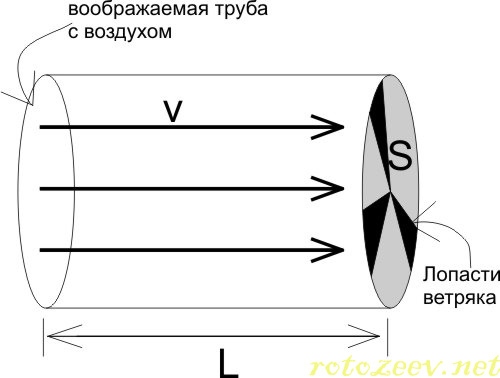 воображаемая труба
с воздухом
v
S
Лопасти
ветряка
L
rotozeev.net